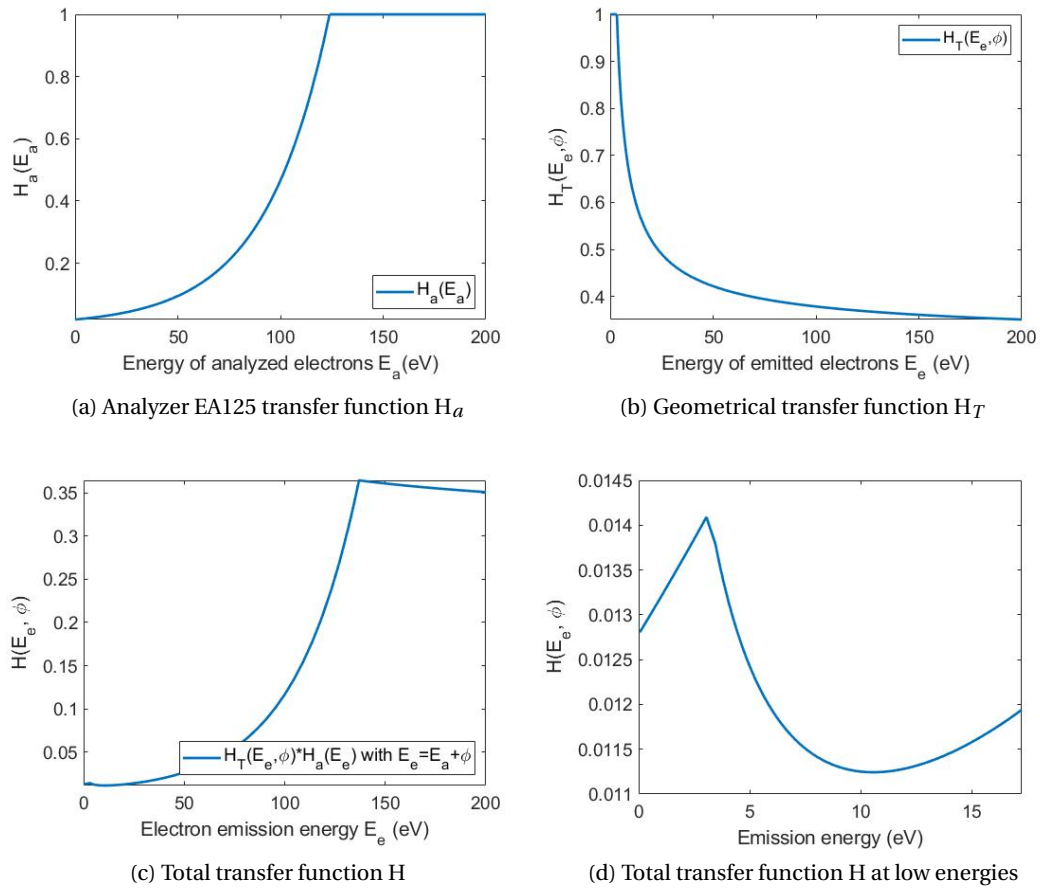 1
0.8
0.6
0.4
0.2
H_a(E_a)
H_a(E_a)
0 50 100 150 200
Energy of analyzed electrons E_a(eV)
(a) Analyzer EA125 transfer function H_a
1
0.9
0.8
0.7
0.6
0.5
0.4
H_T(E_e,ϕ)
H_T(E_e,ϕ)
0 50 100 150 200
Energy of emitted electrons E_e (eV)
(b) Geometrical transfer function H_T
0.35
0.3
0.25
0.2
0.15
0.1
0.05
H(E_e, ϕ)
H_T(E_e,ϕ)*H_a(E_e) with E_e=E_a+ϕ
0 50 100 150 200
Electron emission energy E_e (eV)
(c) Total transfer function H
0.0145
0.014
0.0135
0.013
0.0125
0.012
0.0115
0.011
H(E_e, ϕ)
0 5 10 15
Emission energy (eV)
(d) Total transfer function H at low energies